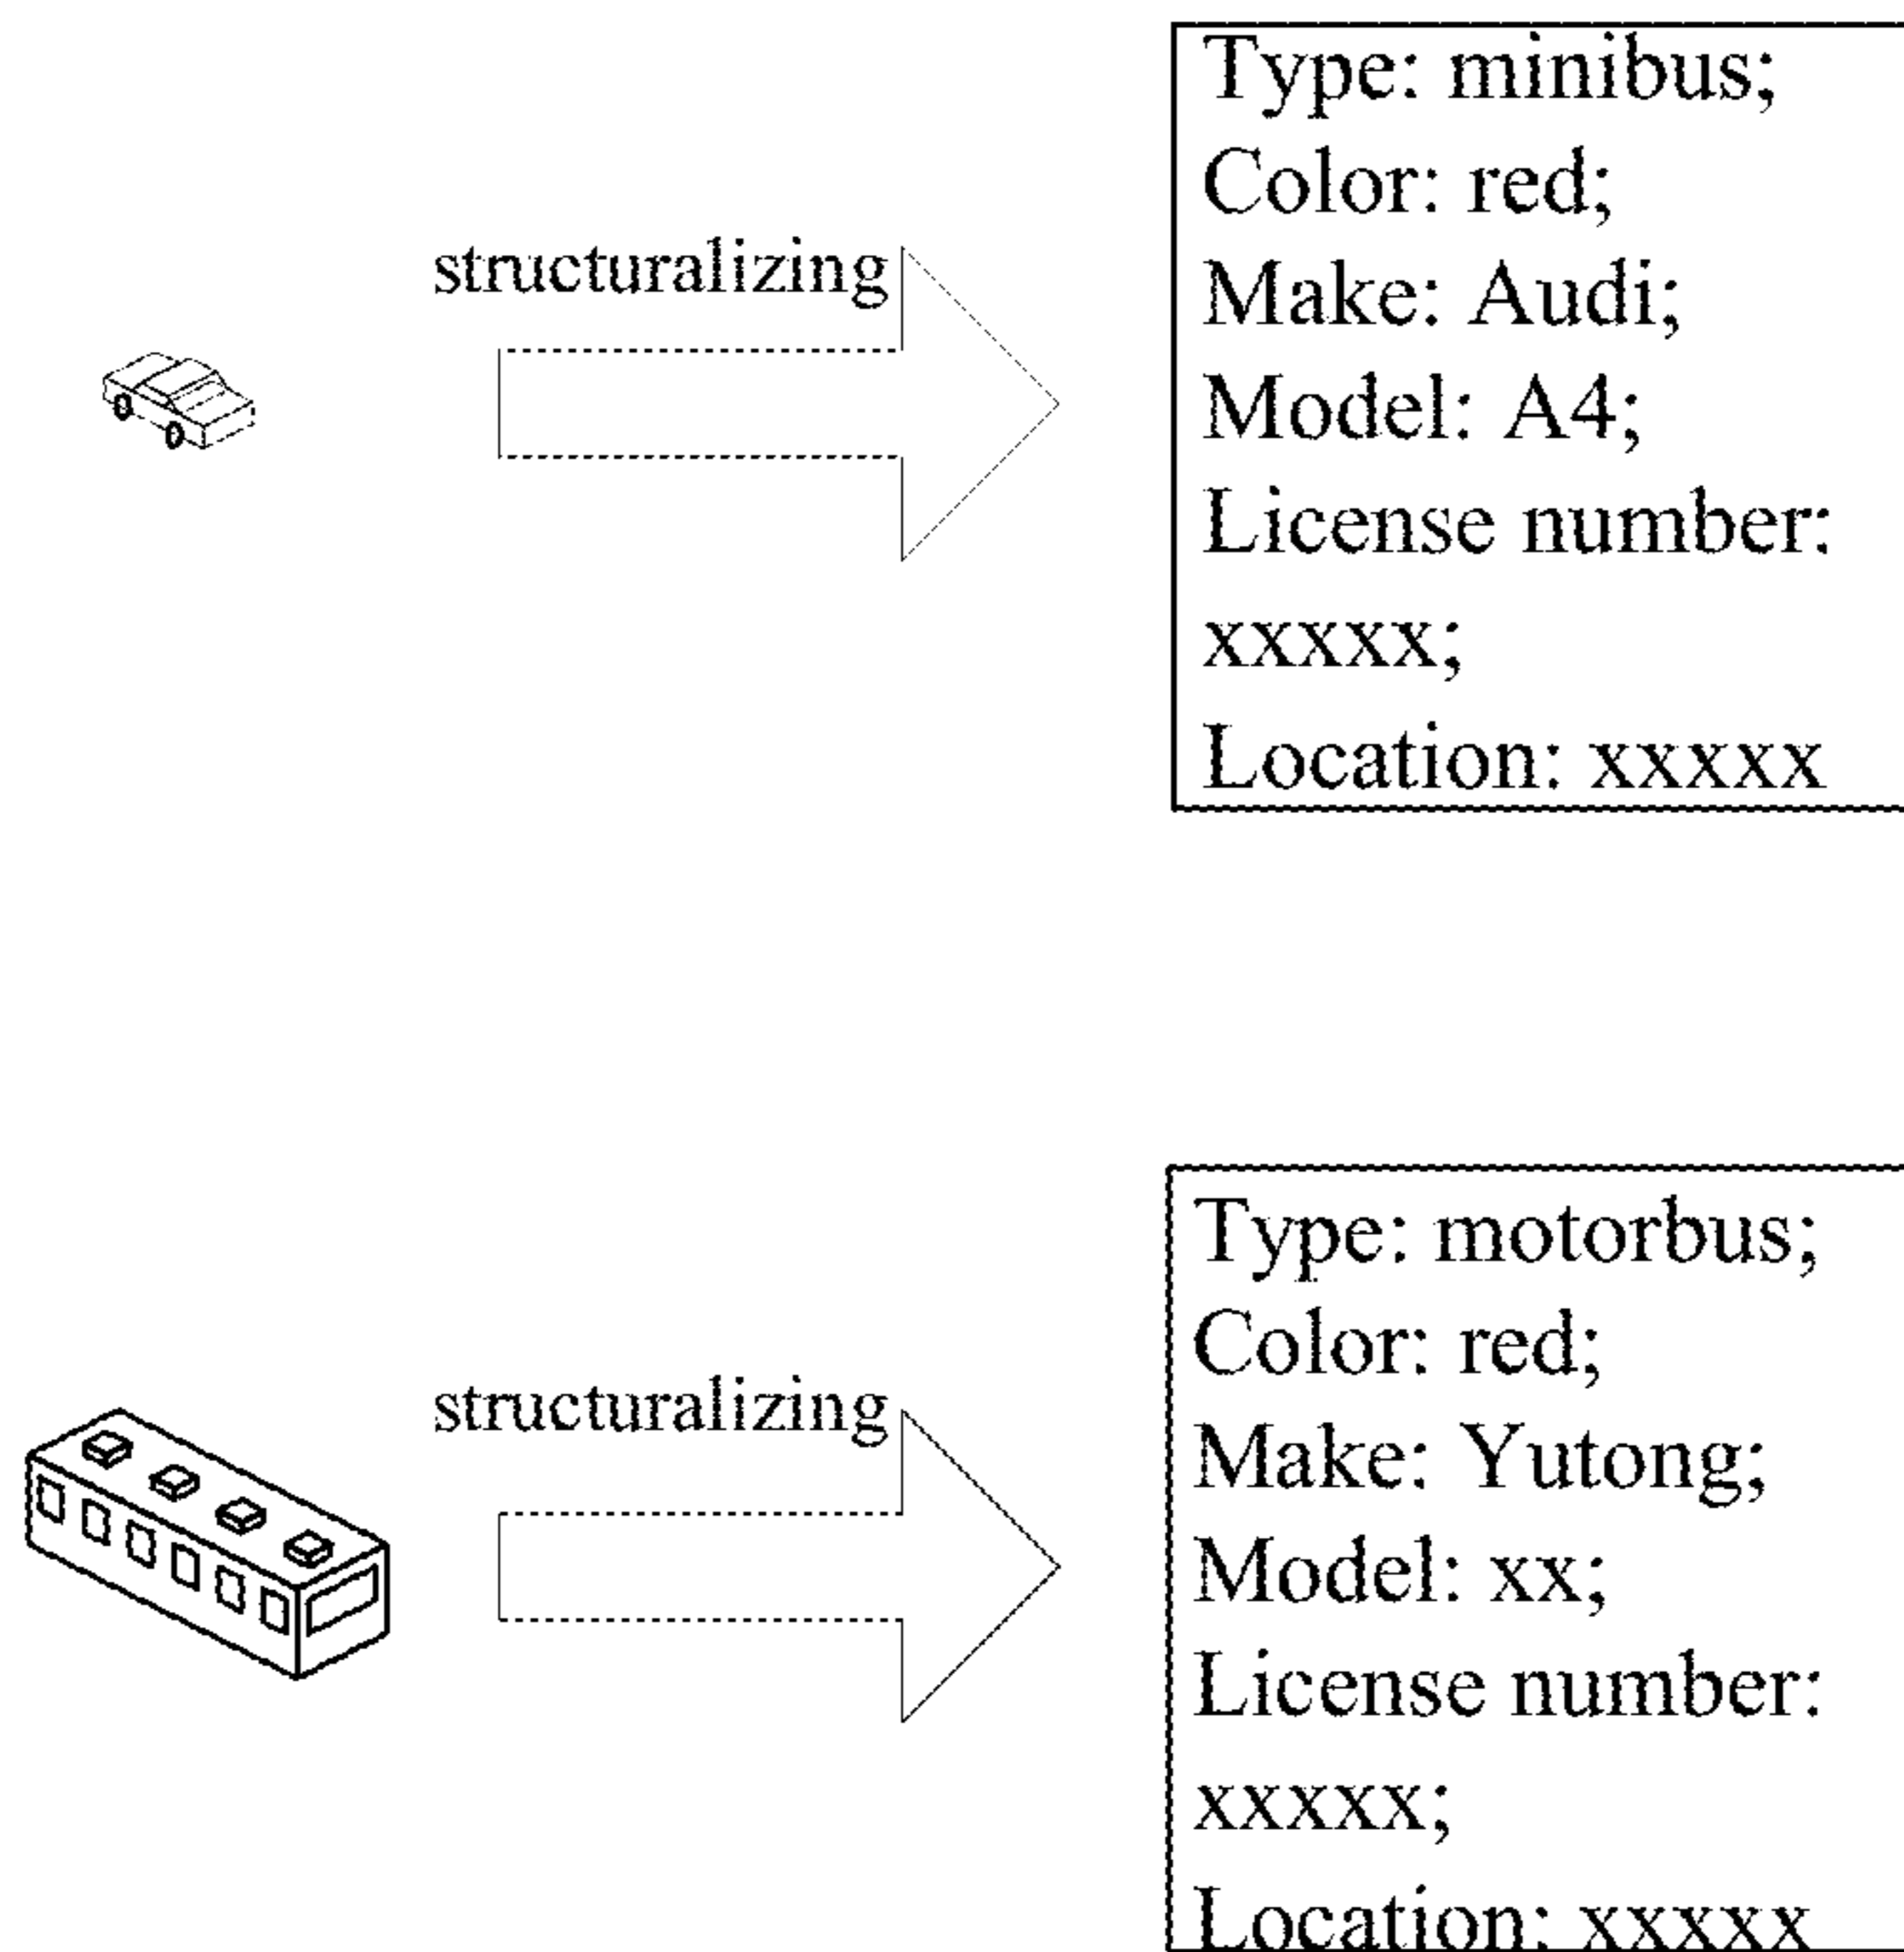 structuralizing
Type: minibus;
Color: red;
Make: Audi;
Model: A4;
License number:
xxxxx;
Location: xxxxx
structuralizing
Type: motorbus;
Color: red;
Make: Yutong;
Model: xx;
License number:
xxxxx;
Location: xxxxx